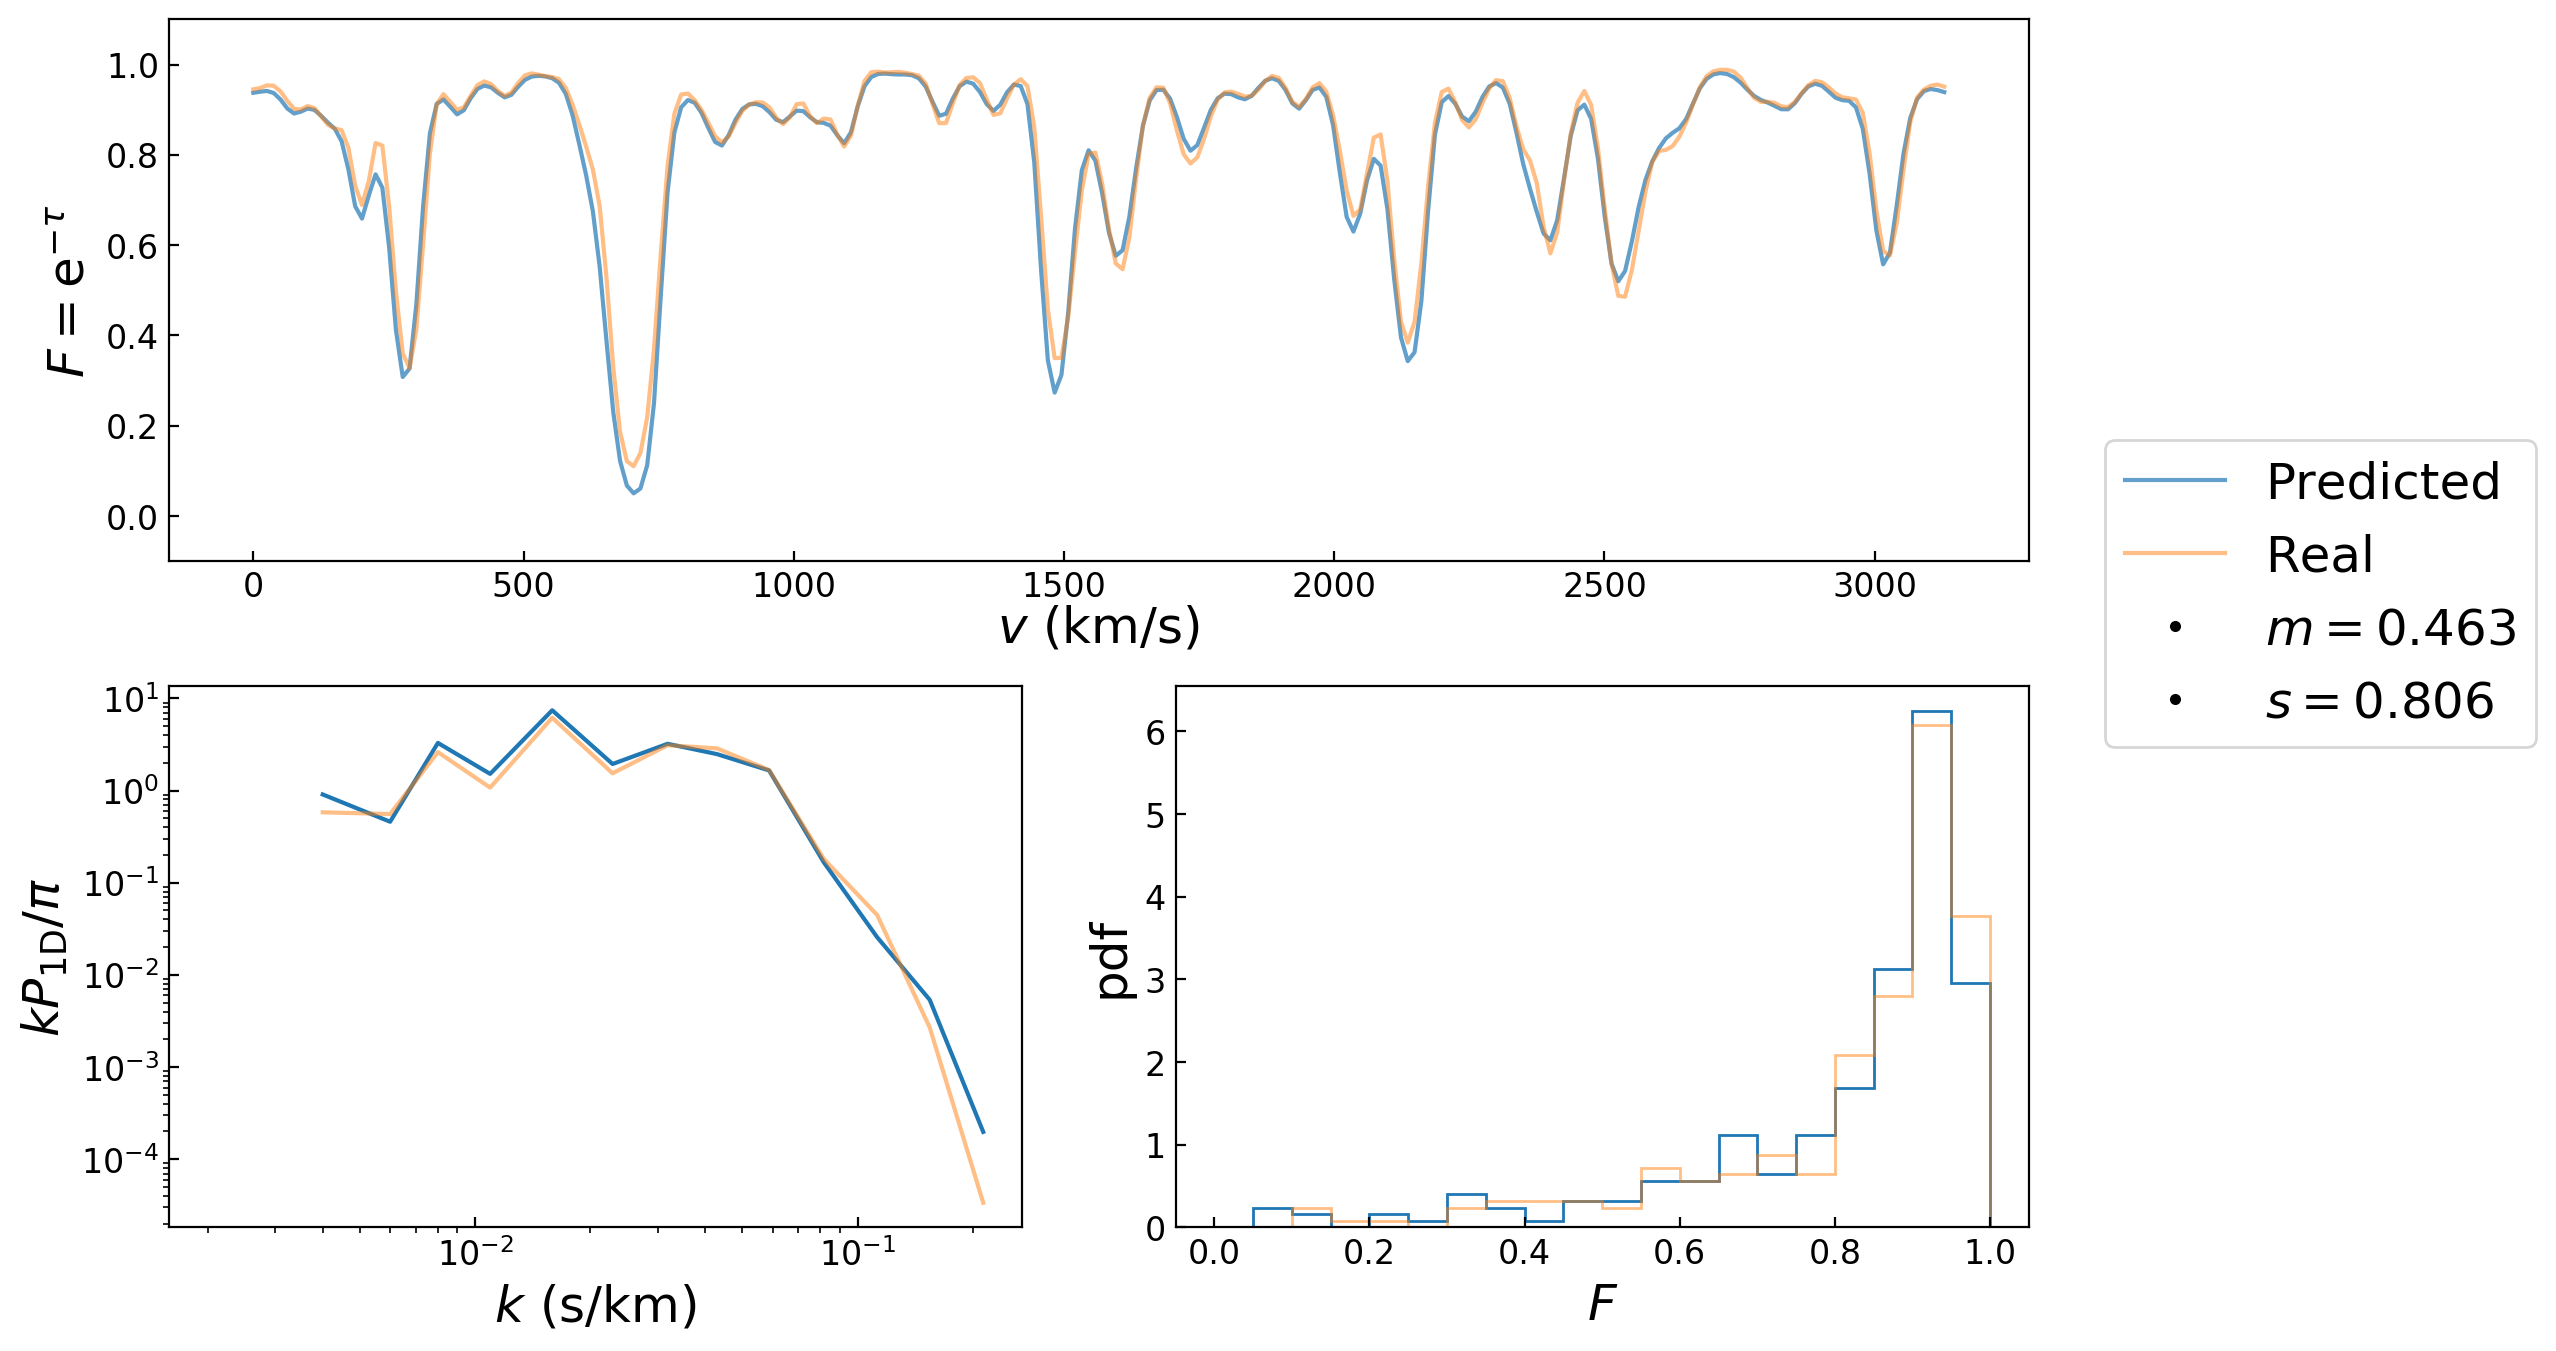 F = e^{−τ}
1.0
0.8
0.6
0.4
0.2
0.0
0 500 1000 1500 2000 2500 3000
v (km/s)
Predicted
Real
m = 0.463
s = 0.806
kP_{1D}/π
10^1
10^0
10^{−1}
10^{−2}
10^{−3}
10^{−4}
10^{−2} 10^{−1}
k (s/km)
pdf
6
5
4
3
2
1
0
0.0 0.2 0.4 0.6 0.8 1.0
F